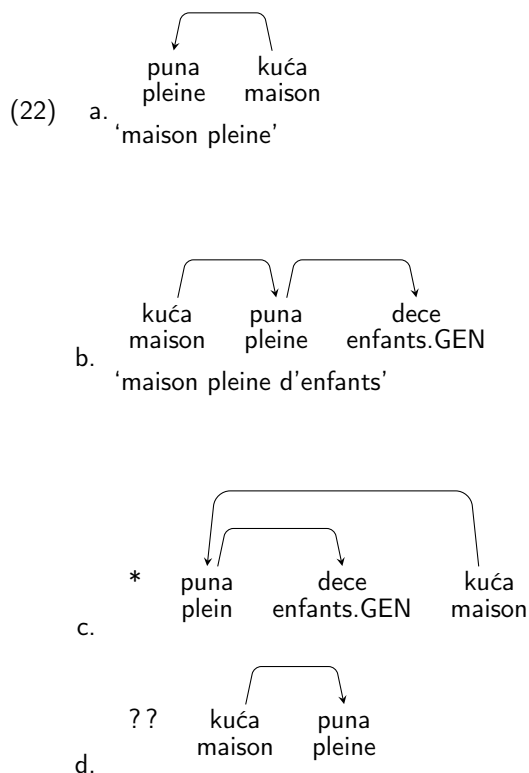 puna kuća
pleine maison
(22) a.
‘maison pleine’
kuća puna dece
maison pleine enfants.GEN
b.
‘maison pleine d'enfants’
* puna dece kuća
plein enfants.GEN maison
c.
?? kuća puna
maison pleine
d.